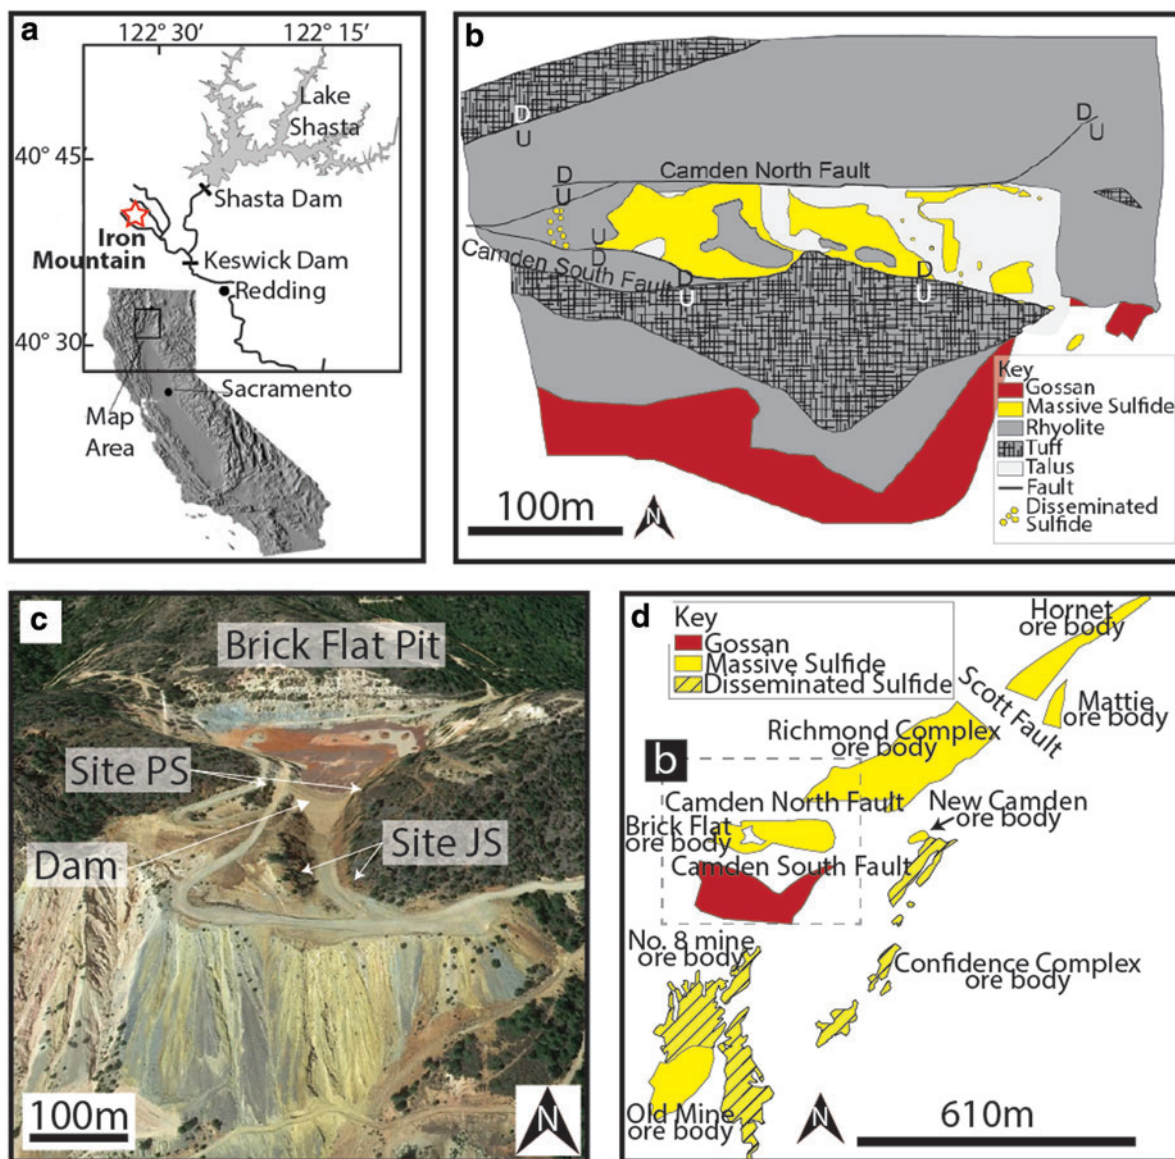 a
122° 30′ 122° 15′
Lake
Shasta
40° 45′
Shasta Dam
Iron
Mountain
Keswick Dam
Redding
40° 30′
Sacramento
Map
Area
b
D
U
D
U
Camden North Fault
D
U
U
D
Camden South Fault
D
U
D
U
Key
Gossan
Massive Sulfide
Rhyolite
Tuff
Talus
Fault
Disseminated
Sulfide
100m
N
c
Brick Flat Pit
Site PS
Dam
Site JS
100m
N
d
Key
Gossan
Massive Sulfide
Disseminated Sulfide
Hornet
ore body
Scott Fault
Mattie
ore body
Richmond Complex
ore body
b
Camden North Fault
New Camden
ore body
Brick Flat
ore body
Camden South Fault
No. 8 mine
ore body
Confidence Complex
ore body
Old Mine
ore body
N
610m